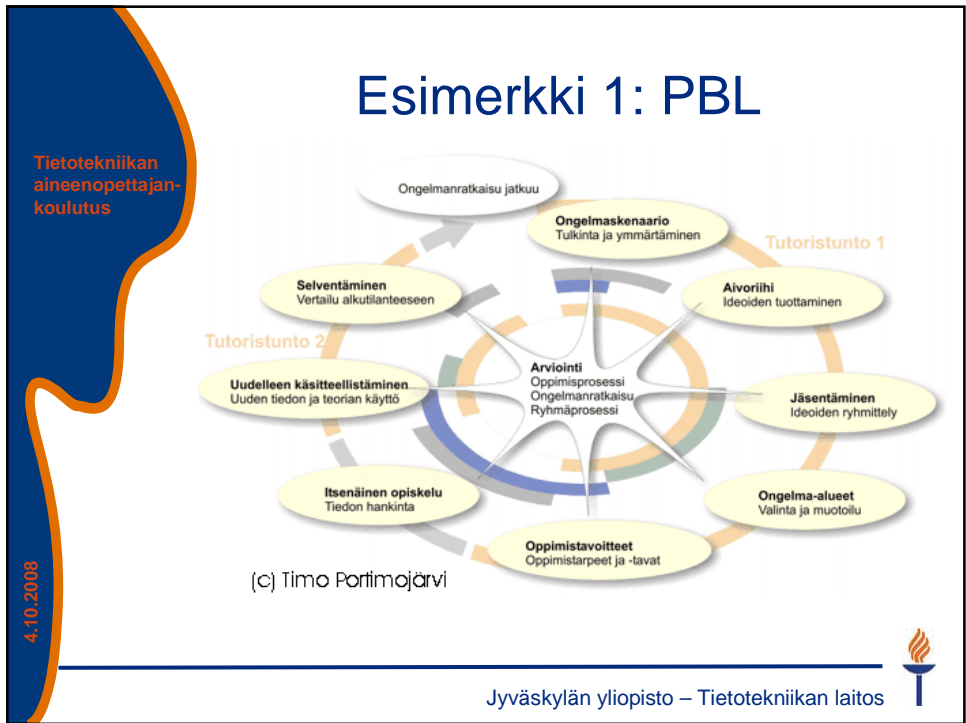 Esimerkki 1: PBL
Tietotekniikan
aineenopettajan-
koulutus
Ongelmanratkaisu jatkuu
Ongelmaskenaario
Tulkinta ja ymmärtäminen
Tutoristunto 1
Aivoriihi
Ideoiden tuottaminen
Jäsentäminen
Ideoiden ryhmittely
Ongelma-alueet
Valinta ja muotoilu
Oppimistavoitteet
Oppimistarpeet ja -tavat
Itsenäinen opiskelu
Tiedon hankinta
Uudelleen käsitteellistäminen
Uuden tiedon ja teorian käyttö
Tutoristunto 2
Selventäminen
Vertailu alkutilanteeseen
Arviointi
Oppimisprosessi
Ongelmanratkaisu
Ryhmäprosessi
(c) Timo Portimojärvi
4.10.2008
Jyväskylän yliopisto – Tietotekniikan laitos